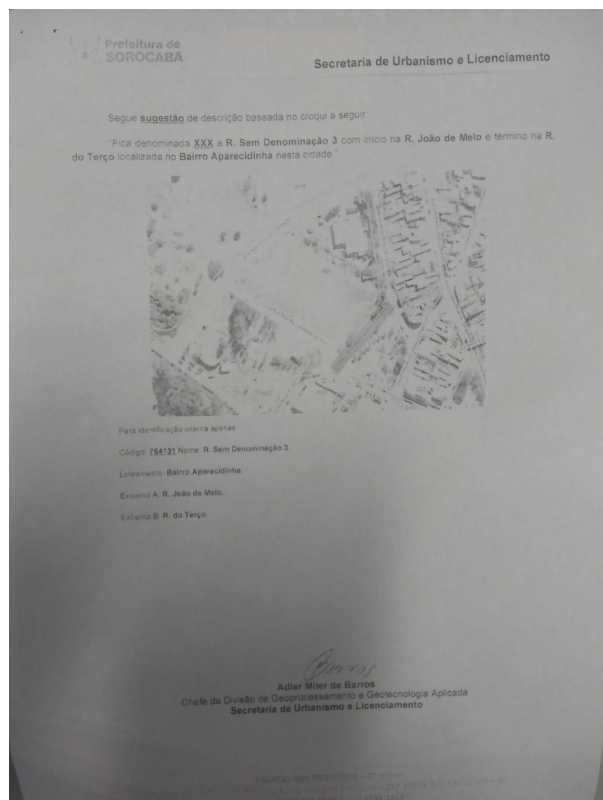 Prefeitura de
SOROCABA
Secretaria de Urbanismo e Licenciamento
Segue sugestão de descrição baseada no croqui a seguir:
"Fica denominada XXX a R. Sem Denominação 3 com início na R. João de Melo e término na R.
do Terço localizada no Bairro Aparecidinha nesta cidade."
Para identificação interna apenas.
Código: 764121 Nome: R. Sem Denominação 3.
Loteamento: Bairro Aparecidinha.
Extremo A: R. João de Melo.
Extremo B: R. do Terço.
Barros
Adler Miler de Barros
Chefe da Divisão de Geoprocessamento e Geotecnologia Aplicada
Secretaria de Urbanismo e Licenciamento